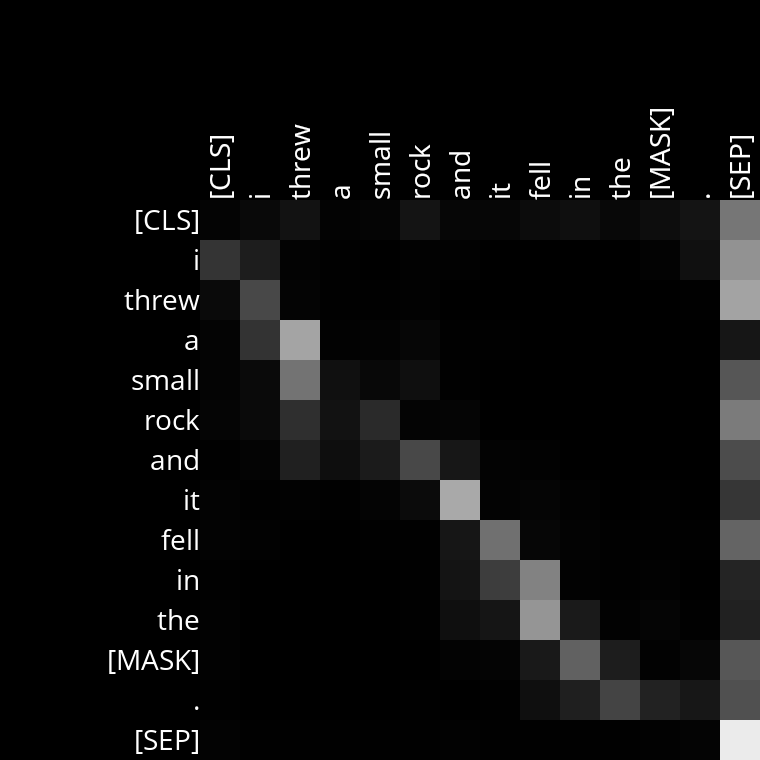 [CLS] i threw a small rock and it fell in the [MASK] . [SEP]
[CLS]
i
threw
a
small
rock
and
it
fell
in
the
[MASK]
.
[SEP]